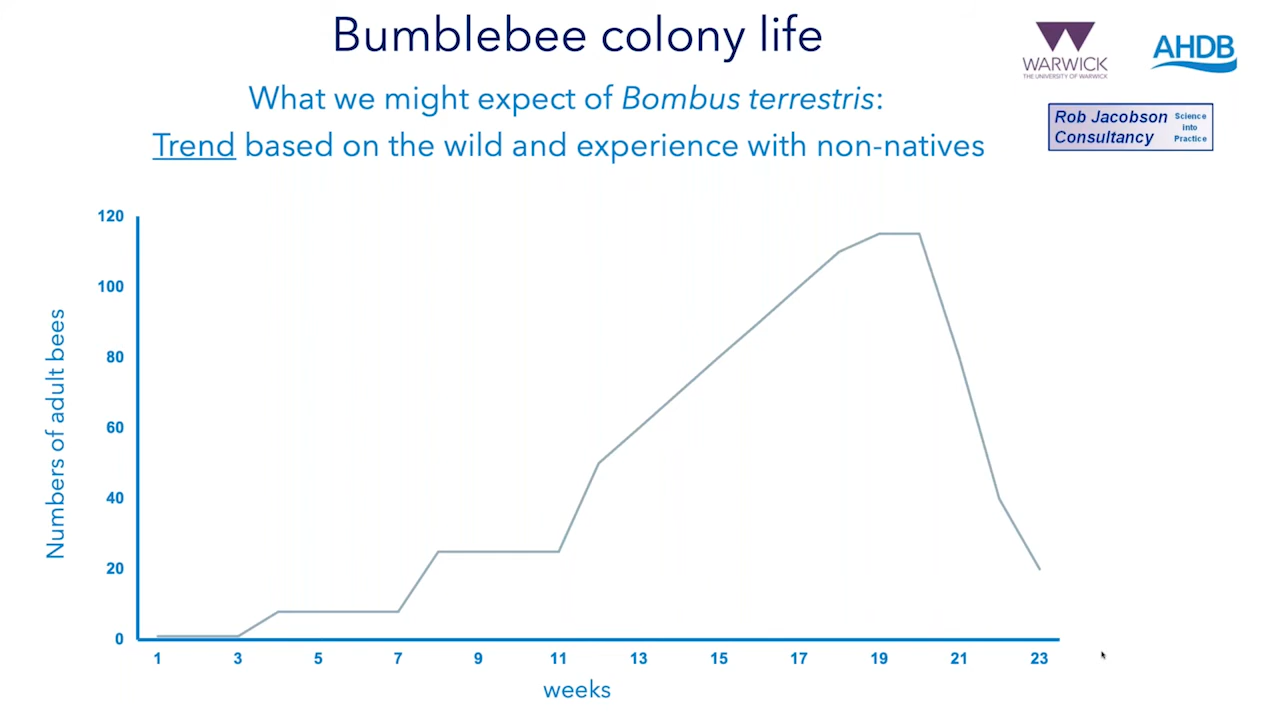 Bumblebee colony life
What we might expect of Bombus terrestris:
Trend based on the wild and experience with non-natives
WARWICK
THE UNIVERSITY OF WARWICK
AHDB
Rob Jacobson
Consultancy
Science
into
Practice
120
100
80
60
40
20
0
Numbers of adult bees
1 3 5 7 9 11 13 15 17 19 21 23
weeks